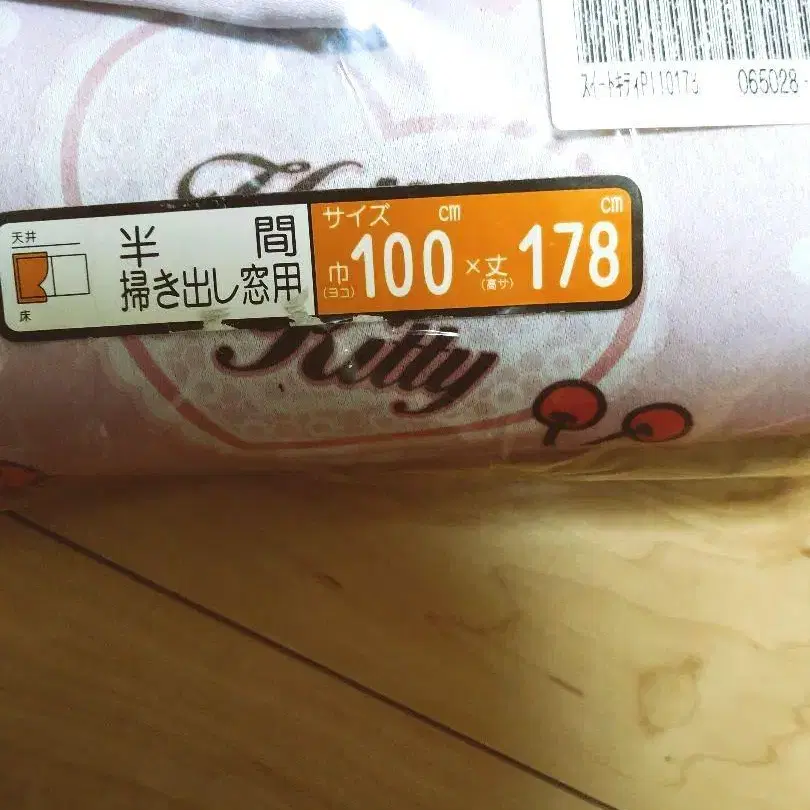 スイートキティP110178 065028-
Kitty
天井
床
半間
掃き出し窓用
サイズ cm cm
巾(ヨコ)100×丈(高サ)178